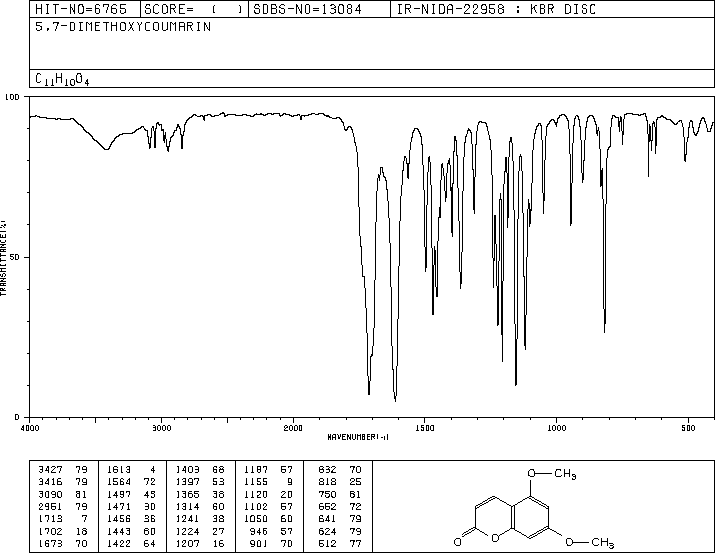 HIT-NO=6765 SCORE= ( ) SDBS-NO=13084 IR-NIDA-22958 : KBR DISC
5,7-DIMETHOXYCOUMARIN
C11H10O4
100
TRANSMITTANCE(%)
50
0
4000 3000 2000 1500 1000 500
WAVENUMBER(-1)
3427 79 1613 4 1403 68 1187 57 832 70
3416 79 1564 72 1397 53 1155 9 818 25
3090 81 1497 43 1365 38 1120 20 750 81
2951 79 1471 30 1314 60 1102 57 652 72
1713 7 1456 36 1241 38 1050 60 641 79
1702 18 1443 60 1224 27 946 57 624 79
1673 70 1422 64 1207 16 901 70 512 77
O—CH3
O O O—CH3